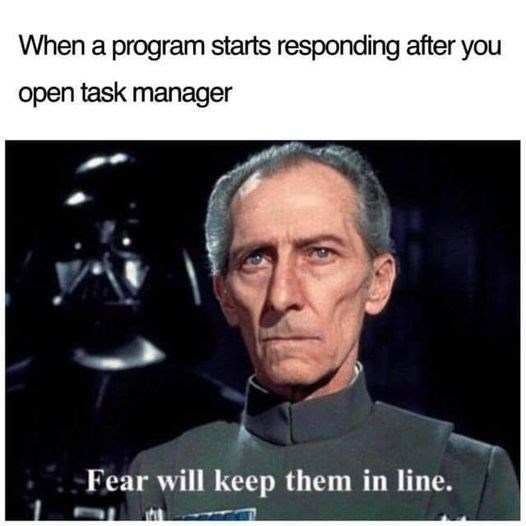 When a program starts responding after you
open task manager
Fear will keep them in line.